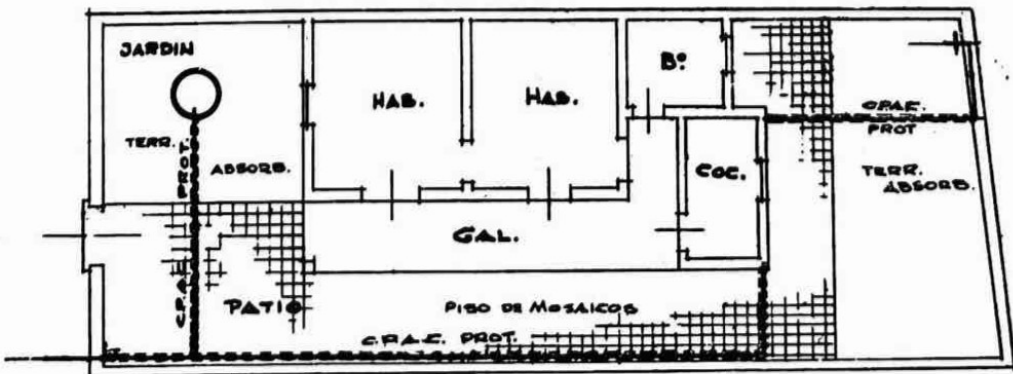 JARDIN
HAB.
HAB.
Bº
C.P.A.E.
PROT
TERR.
ABSORB.
PROT.
COC.
TERR.
ABSORB.
GAL.
C.P.A.E.
PATIO
PISO DE MOSAICOS
C.P.A.E. PROT.